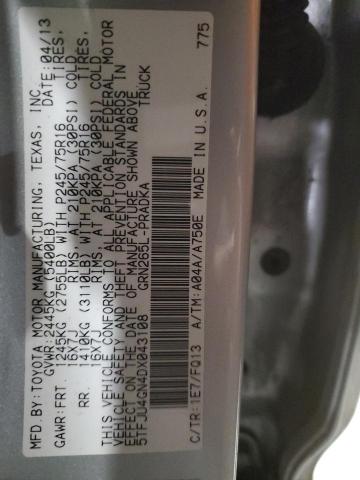 MFD. BY: TOYOTA MOTOR MANUFACTURING, TEXAS, INC. DATE: 04/13
GVWR: 2445KG (5400LB)
GAWR: FRT. 1245KG (2755LB) WITH P245/75R16 TIRES,
16X7J RIMS, AT 210KPA (30PSI) COLD
RR. 1410KG (3110LB) WITH P245/75R16 TIRES,
16X7J RIMS, AT 210KPA (30PSI) COLD
THIS VEHICLE CONFORMS TO ALL APPLICABLE FEDERAL MOTOR
VEHICLE SAFETY AND THEFT PREVENTION STANDARDS IN
EFFECT ON THE DATE OF MANUFACTURE SHOWN ABOVE.
5TFJU4GN4DX043108 TRUCK
GRN265L-PRADKA
C/TR: 1E7/FQ13 A/TM: A04A/A750E MADE IN U.S.A. 775